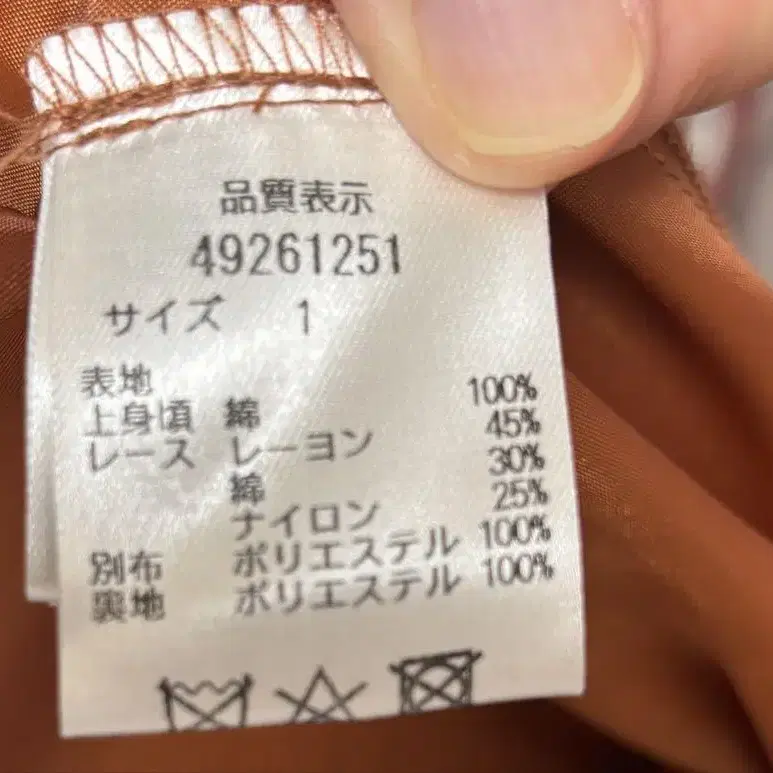 品質表示
49261251
サイズ 1
表地
上身頃 綿 100%
レース レーヨン 45%
綿 30%
ナイロン 25%
別布 ポリエステル 100%
裏地 ポリエステル 100%